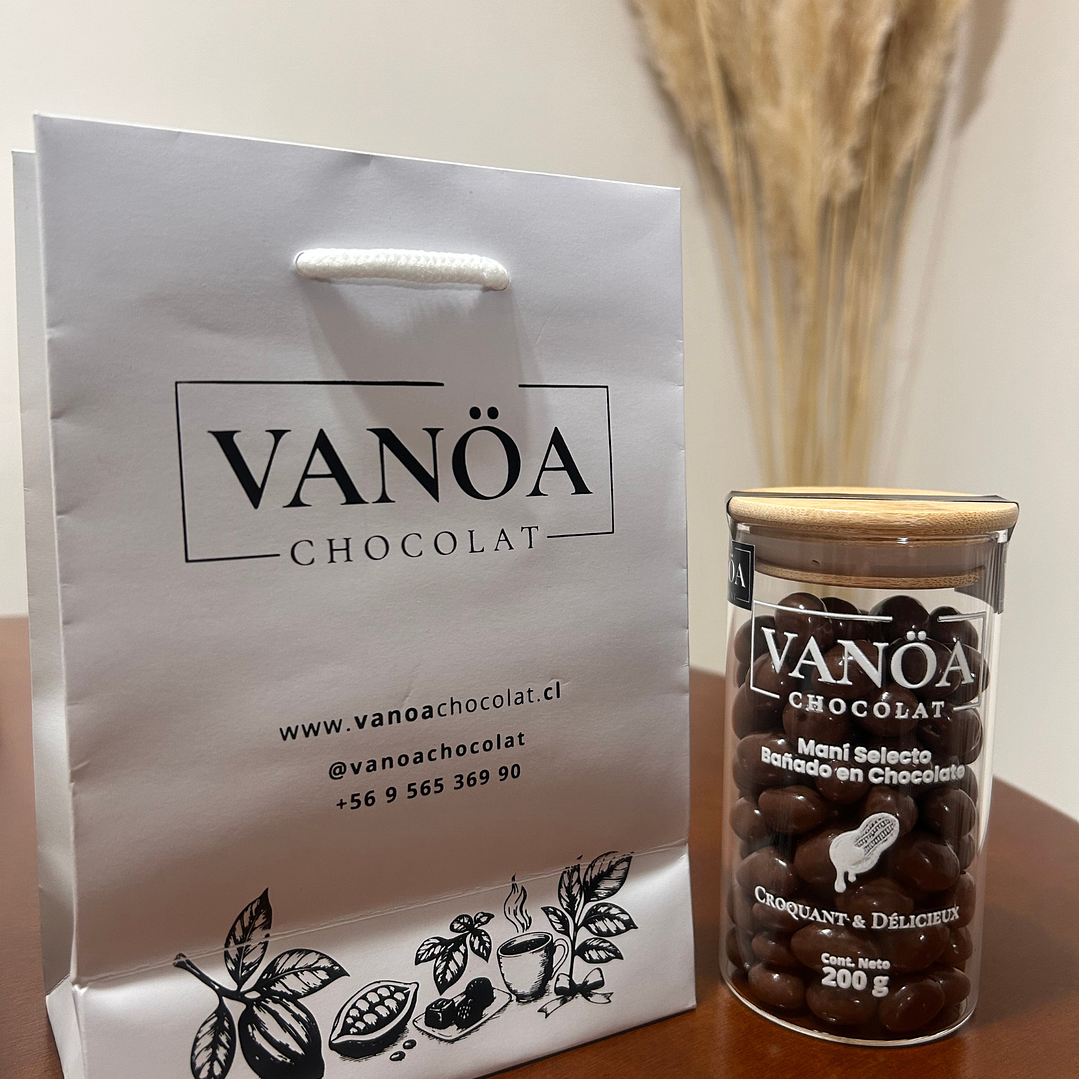 VANÖA
CHOCOLAT
www.vanoachocolat.cl
@vanoachocolat
+56 9 565 369 90
ÖA
VANÖA
CHOCOLAT
Maní Selecto
Bañado en Chocolate
CROQUANT & DÉLICIEUX
Cont. Neto
200 g